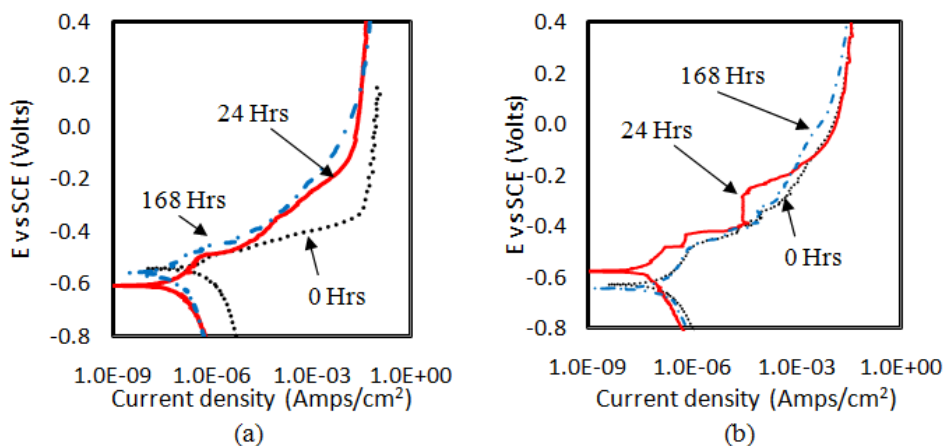 0.4
0.2
0.0
-0.2
-0.4
-0.6
-0.8
E vs SCE (Volts)
24 Hrs
168 Hrs
0 Hrs
1.0E-09 1.0E-06 1.0E-03 1.0E+00
Current density (Amps/cm²)
(a)
0.4
0.2
0.0
-0.2
-0.4
-0.6
-0.8
E vs SCE (Volts)
168 Hrs
24 Hrs
0 Hrs
1.0E-09 1.0E-06 1.0E-03 1.0E+00
Current density (Amps/cm²)
(b)